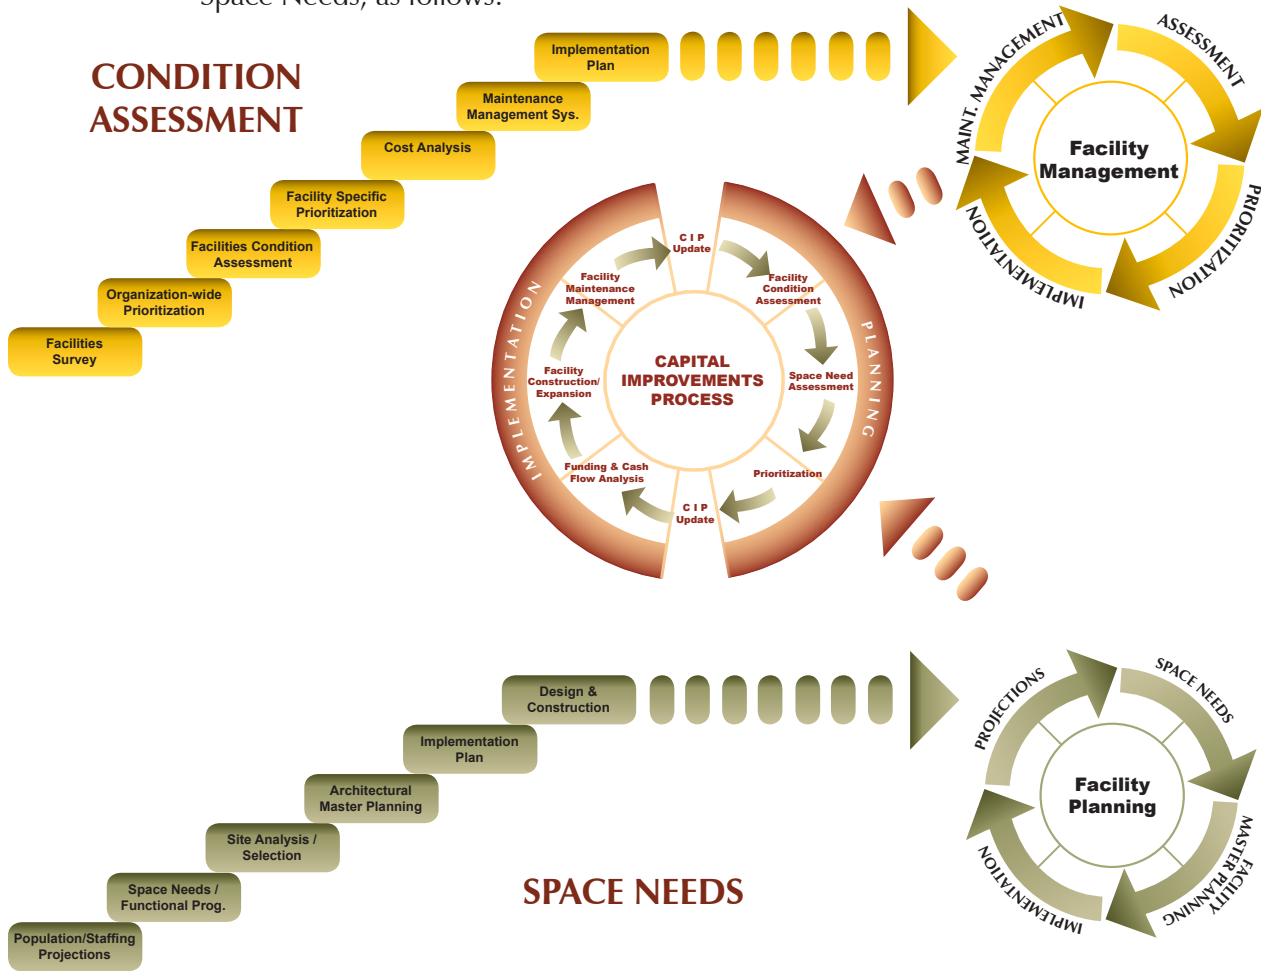 Space Needs, as follows:
CONDITION
ASSESSMENT
Implementation
Plan
Maintenance
Management Sys.
Cost Analysis
Facility Specific
Prioritization
Facilities Condition
Assessment
Organization-wide
Prioritization
Facilities
Survey
MAINT. MANAGEMENT
ASSESSMENT
PRIORITIZATION
IMPLEMENTATION
Facility
Management
IMPLEMENTATION
PLANNING
C I P
Update
Facility
Condition
Assessment
Space Need
Assessment
Prioritization
C I P
Update
Funding & Cash
Flow Analysis
Facility
Construction/
Expansion
Facility
Maintenance
Management
CAPITAL
IMPROVEMENTS
PROCESS
Design &
Construction
Implementation
Plan
Architectural
Master Planning
Site Analysis /
Selection
Space Needs /
Functional Prog.
Population/Staffing
Projections
SPACE NEEDS
PROJECTIONS
SPACE NEEDS
FACILITY
MASTER PLANNING
IMPLEMENTATION
Facility
Planning